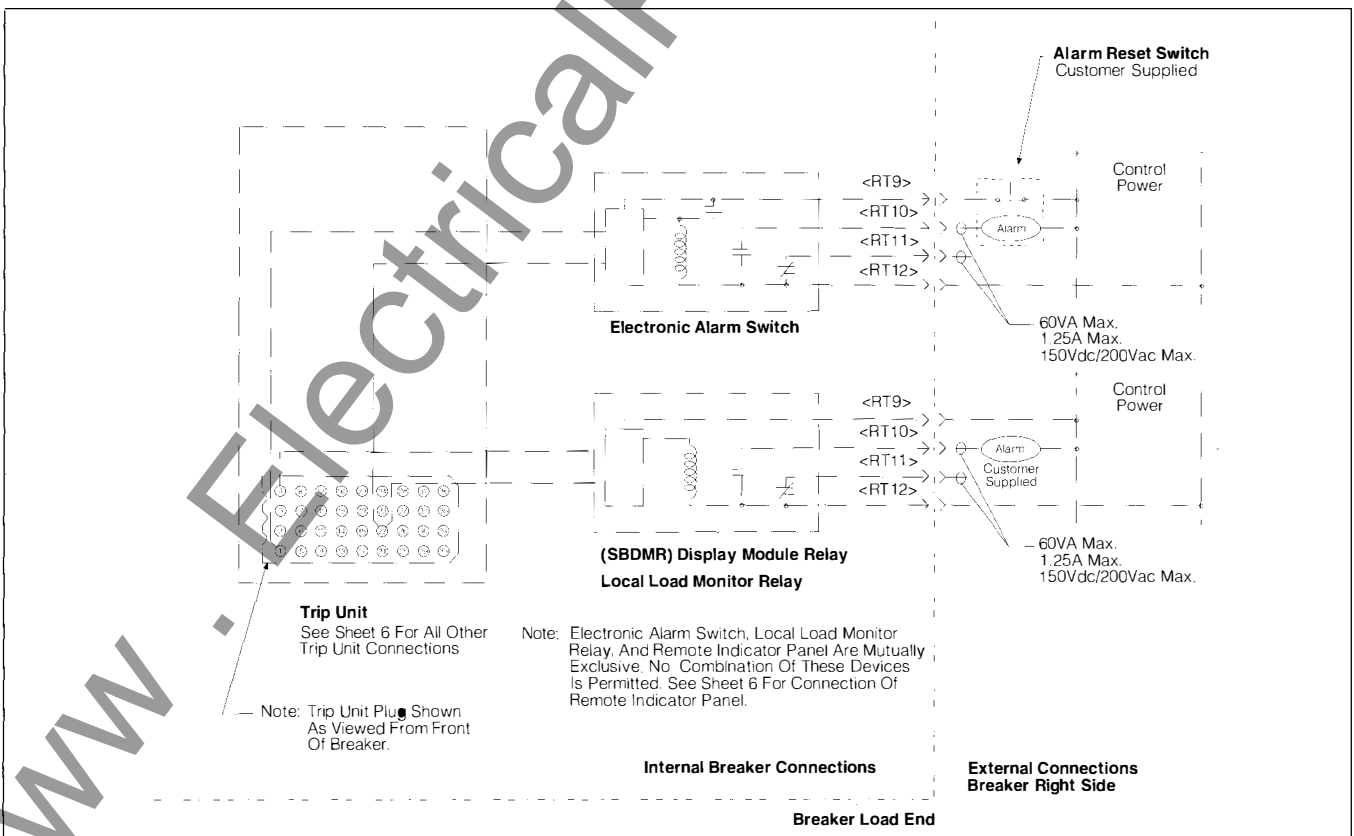 www . Electrical
Alarm Reset Switch
Customer Supplied
Control
Power
<RT9>
<RT10>
<RT11>
<RT12>
Alarm
Electronic Alarm Switch
60VA Max.
1.25A Max.
150Vdc/200Vac Max.
Control
Power
<RT9>
<RT10>
<RT11>
<RT12>
Alarm
Customer
Supplied
(SBDMR) Display Module Relay
Local Load Monitor Relay
60VA Max.
1.25A Max.
150Vdc/200Vac Max.
Trip Unit
See Sheet 6 For All Other
Trip Unit Connections
Note: Electronic Alarm Switch, Local Load Monitor
Relay, And Remote Indicator Panel Are Mutually
Exclusive, No Combination Of These Devices
Is Permitted. See Sheet 6 For Connection Of
Remote Indicator Panel.
Note: Trip Unit Plug Shown
As Viewed From Front
Of Breaker.
Internal Breaker Connections
External Connections
Breaker Right Side
Breaker Load End